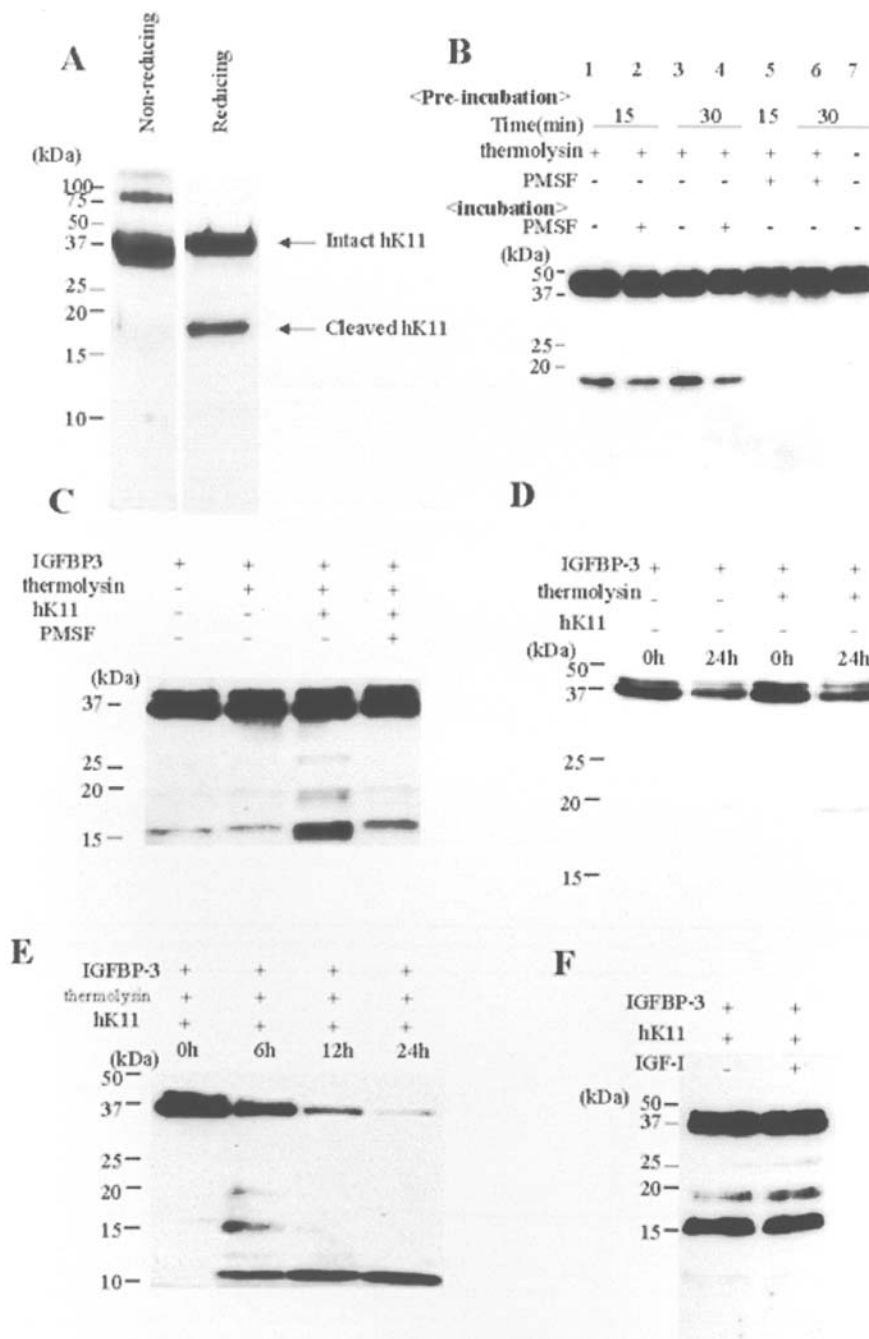 A
Non-reducing
Reducing
(kDa)
100
75
50
37
25
20
15
10
Intact hK11
Cleaved hK11
B
1 2 3 4 5 6 7
<Pre-incubation>
Time(min) 15 30 15 30
thermolysin + + + + + + -
PMSF - - - - + + -
<incubation>
PMSF - + - + - - -
(kDa)
50
37
25
20
C
IGFBP3 + + + +
thermolysin - + + +
hK11 - - + +
PMSF - - - +
(kDa)
37
25
20
15
D
IGFBP-3 + + + +
thermolysin - - + +
hK11 - - - -
(kDa)
0h 24h 0h 24h
50
37
25
20
15
E
IGFBP-3 + + + +
thermolysin + + + +
hK11 + + + +
(kDa) 0h 6h 12h 24h
50
37
25
20
15
10
F
IGFBP-3 + +
hK11 + +
IGF-I - +
(kDa)
50
37
25
20
15